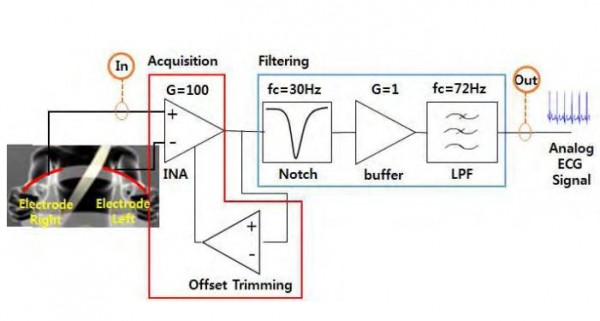 Acquisition
Filtering
In
G=100
fc=30Hz
G=1
fc=72Hz
Out
+
-
INA
Notch
buffer
LPF
Analog
ECG
Signal
Electrode
Right
Electrode
Left
+
-
Offset Trimming